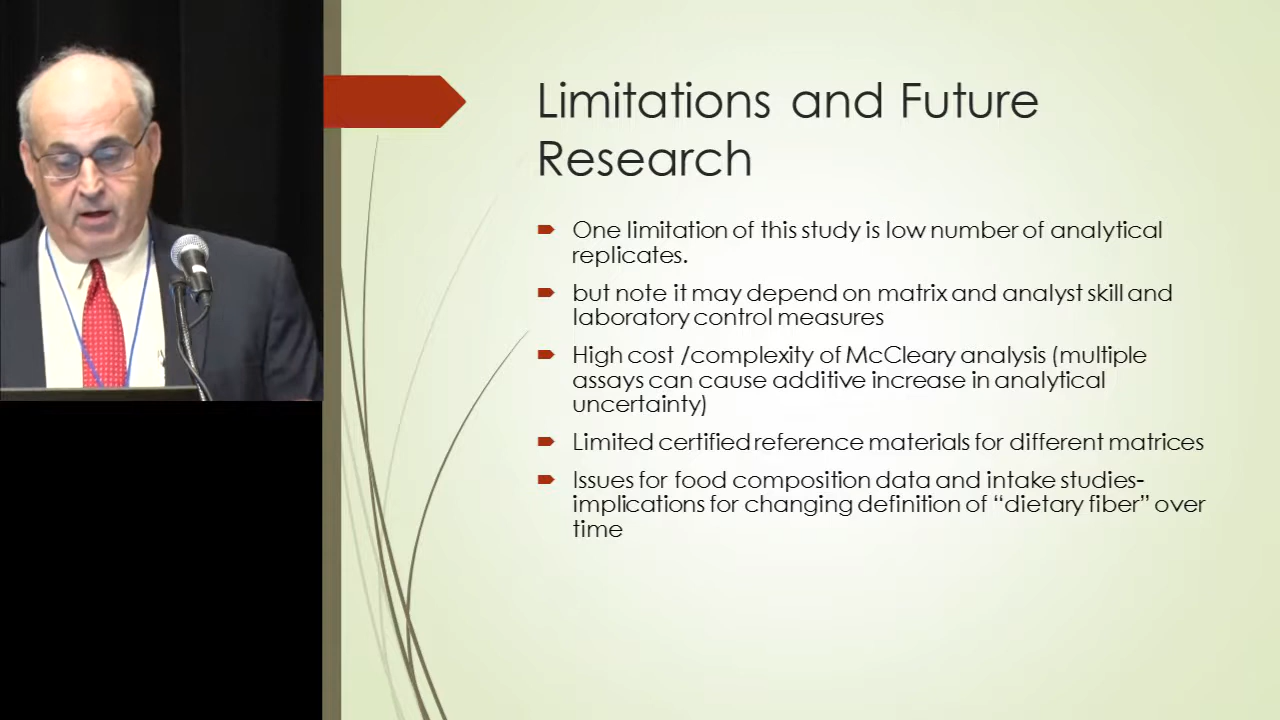 Limitations and Future
Research
One limitation of this study is low number of analytical
replicates.
but note it may depend on matrix and analyst skill and
laboratory control measures
High cost /complexity of McCleary analysis (multiple
assays can cause additive increase in analytical
uncertainty)
Limited certified reference materials for different matrices
Issues for food composition data and intake studies-
implications for changing definition of “dietary fiber” over
time